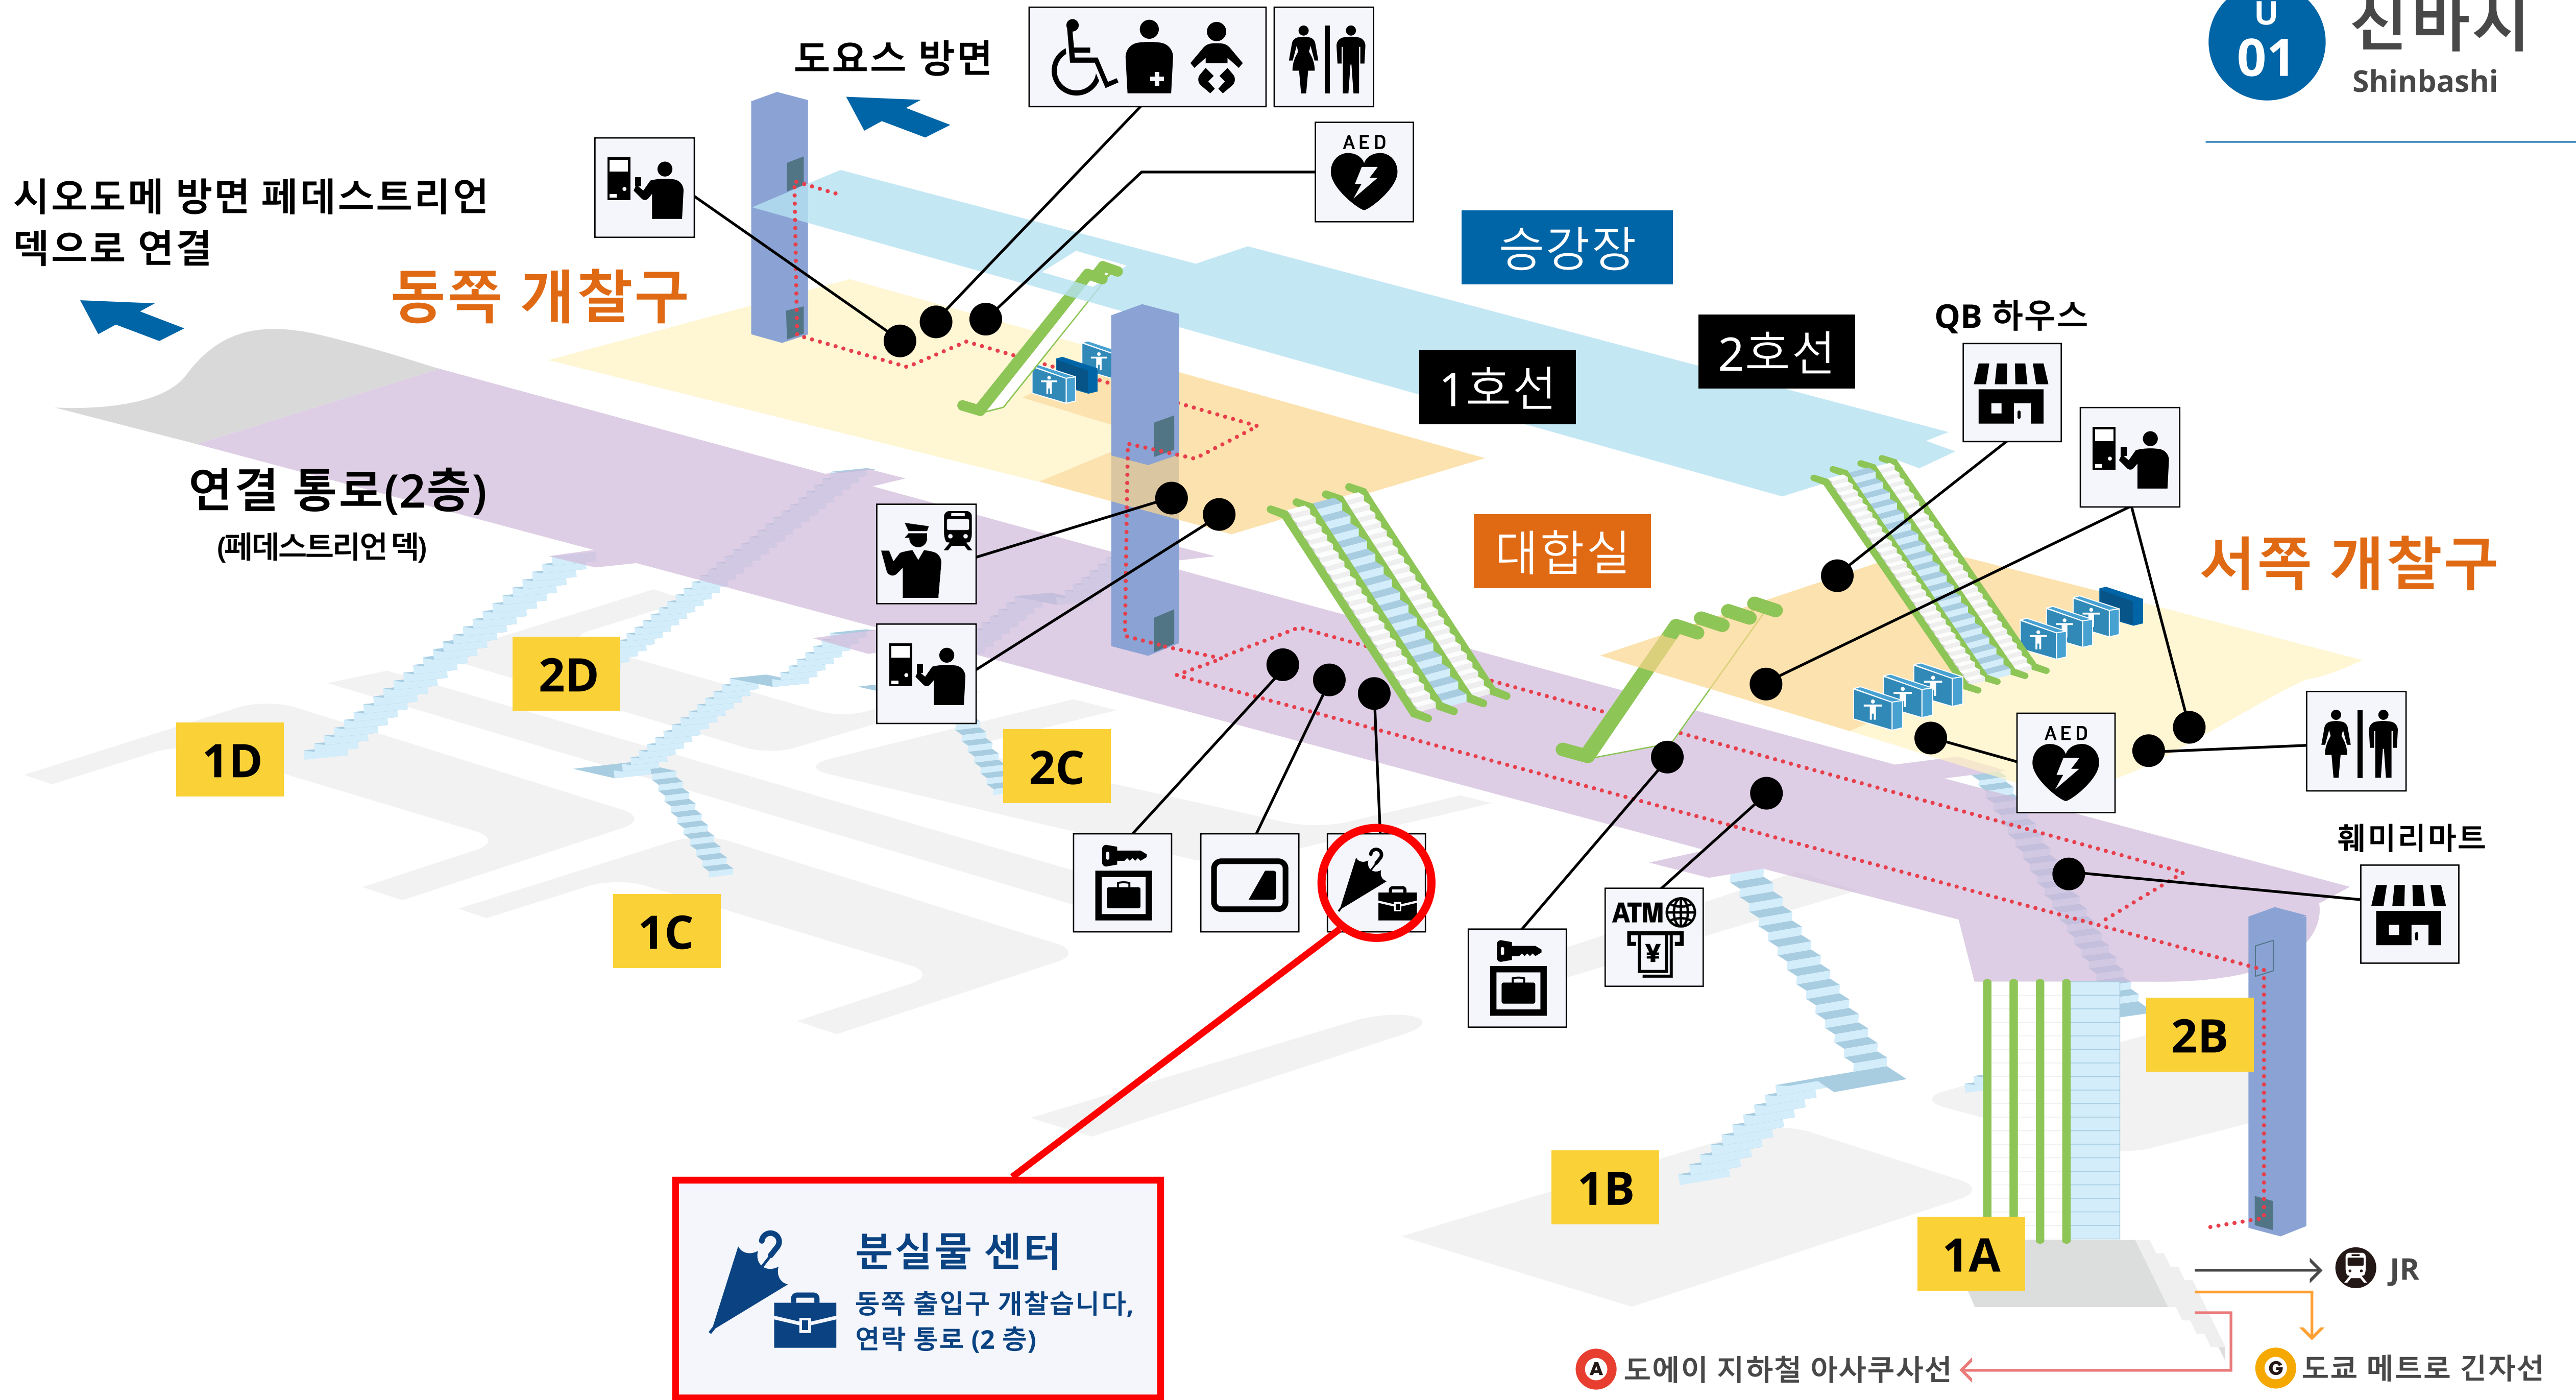 U
01
신바시
Shinbashi
도요스 방면
AED
시오도메 방면 페데스트리언
덱으로 연결
동쪽 개찰구
승강장
1호선
2호선
QB 하우스
연결 통로(2층)
(페데스트리언 덱)
대합실
서쪽 개찰구
2D
1D
2C
1C
AED
훼미리마트
ATM
¥
2B
1B
1A
분실물 센터
동쪽 출입구 개찰습니다,
연락 통로 (2 층)
JR
A 도에이 지하철 아사쿠사선
G 도쿄 메트로 긴자선